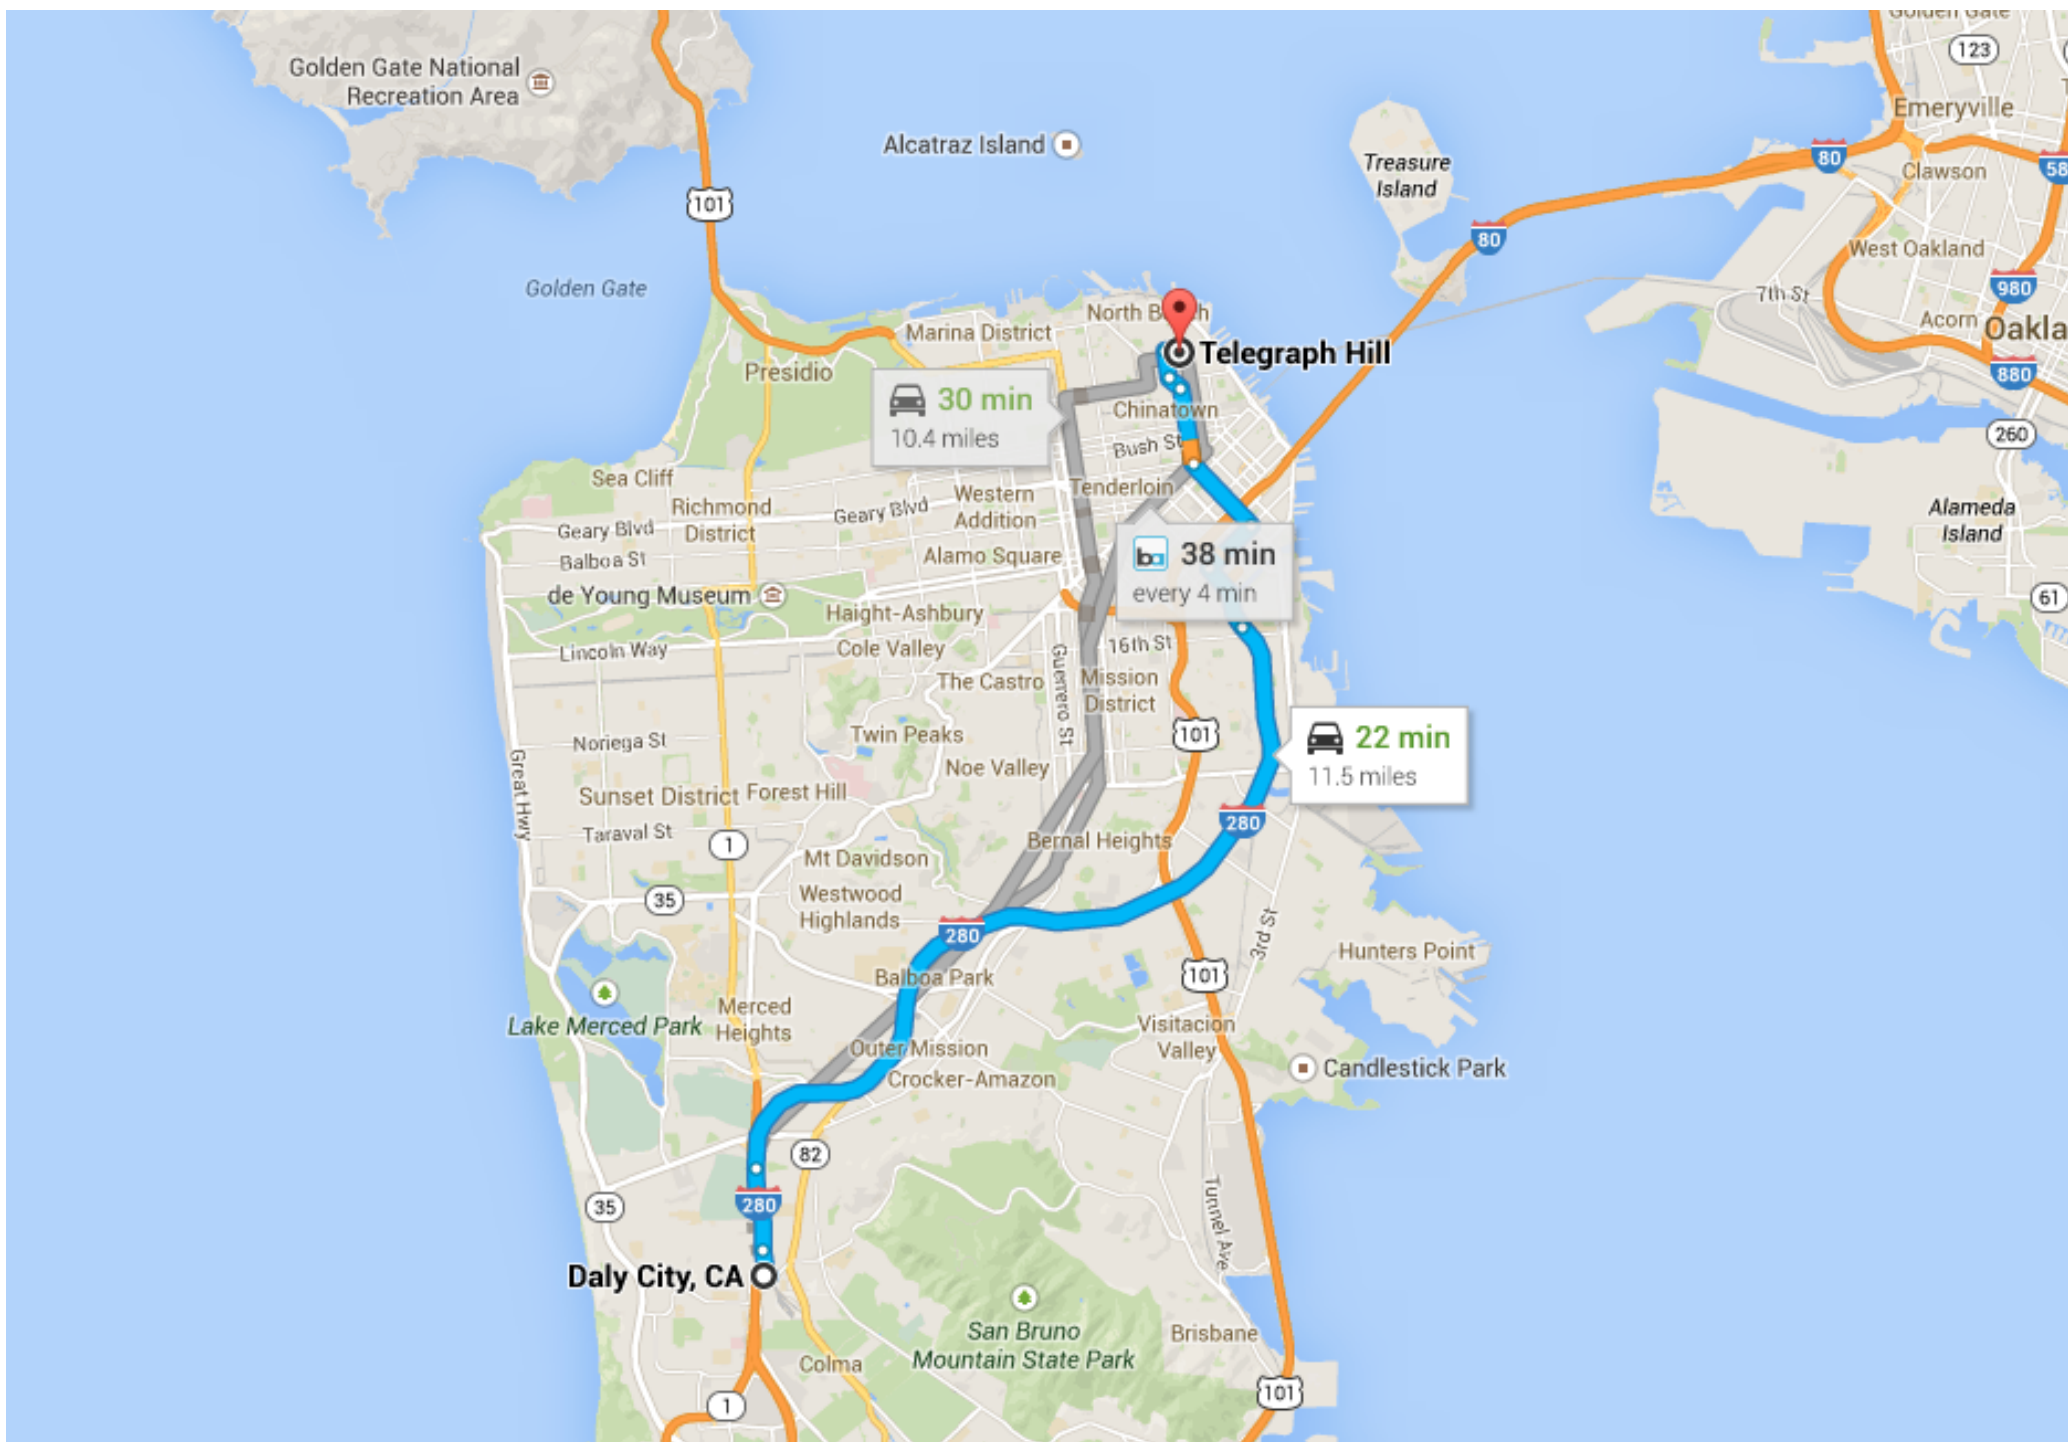 Golden Gate
123
Golden Gate National
Recreation Area
Emeryville
Alcatraz Island
80
58
Treasure
Island
Clawson
101
80
West Oakland
Golden Gate
980
7th St
North B
Marina District
Acorn
Oakla
Telegraph Hill
Presidio
880
30 min
10.4 miles
Chinatown
Bush St
260
Sea Cliff
Tenderloin
Western
Addition
Richmond
District
Geary Blvd
Geary Blvd
Alameda
Island
Balboa St
Alamo Square
ba
38 min
every 4 min
de Young Museum
61
Haight-Ashbury
Lincoln Way
Cole Valley
16th St
Guerrero St
The Castro
Mission
District
Noriega St
Twin Peaks
101
22 min
11.5 miles
Great Hwy
Noe Valley
Sunset District
Forest Hill
280
Taraval St
1
Bernal Heights
Mt Davidson
35
Westwood
Highlands
280
3rd St
Hunters Point
Balboa Park
101
Lake Merced Park
Merced
Heights
Visitacion
Valley
Outer Mission
Crocker-Amazon
Candlestick Park
82
35
280
Tunnel Ave
Daly City, CA
San Bruno
Mountain State Park
Brisbane
Colma
1
101